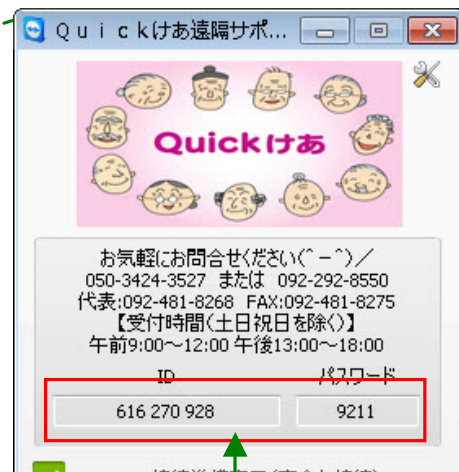 Quickけあ遠隔サポ...
Quickけあ
お気軽にお問合せください(^-^)／
050-3424-3527 または 092-292-8550
代表:092-481-8268 FAX:092-481-8275
【受付時間(土日祝日を除く)】
午前9:00～12:00 午後13:00～18:00
ID パスワード
616 270 928 9211